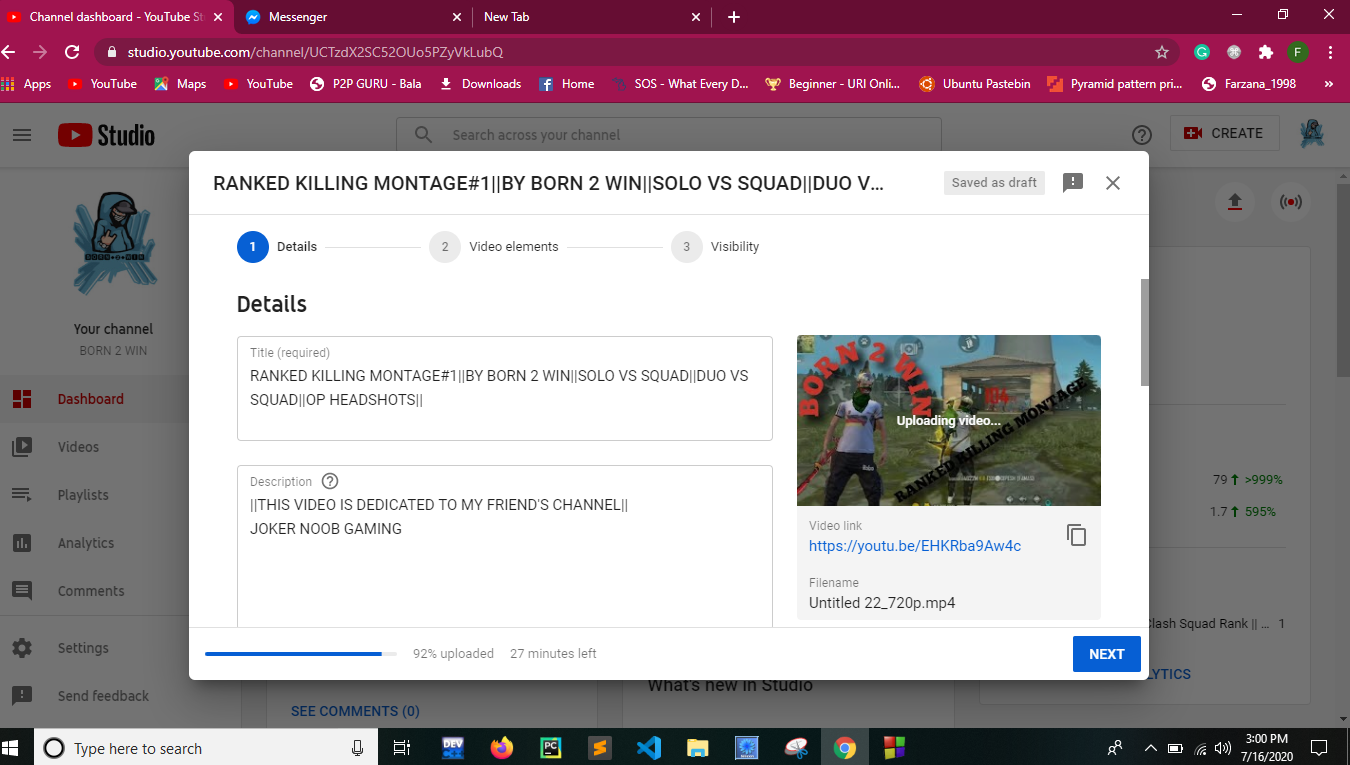 Channel dashboard - YouTube St
Messenger
New Tab
studio.youtube.com/channel/UCTzdX2SC52OUo5PZyVkLubQ
F
Apps
YouTube
Maps
YouTube
P2P GURU - Bala
Downloads
Home
SOS - What Every D...
Beginner - URI Onli...
Ubuntu Pastebin
Pyramid pattern pri...
Farzana_1998
»
Studio
Search across your channel
CREATE
RANKED KILLING MONTAGE#1||BY BORN 2 WIN||SOLO VS SQUAD||DUO V...
Saved as draft
1 Details
2 Video elements
3 Visibility
BORN-2-WIN
Your channel
BORN 2 WIN
Dashboard
Videos
Playlists
Analytics
Comments
Settings
Send feedback
Details
Title (required)
RANKED KILLING MONTAGE#1||BY BORN 2 WIN||SOLO VS SQUAD||DUO VS
SQUAD||OP HEADSHOTS||
Description
||THIS VIDEO IS DEDICATED TO MY FRIEND'S CHANNEL||
JOKER NOOB GAMING
BORN 2 WIN
Uploading video...
RANKED KILLING MONTAGE
Video link
https://youtu.be/EHKRba9Aw4c
Filename
Untitled 22_720p.mp4
79 >999%
1.7 595%
Clash Squad Rank || ... 1
LYTICS
92% uploaded
27 minutes left
NEXT
What's new in Studio
SEE COMMENTS (0)
Type here to search
DEV
PC
3:00 PM
7/16/2020